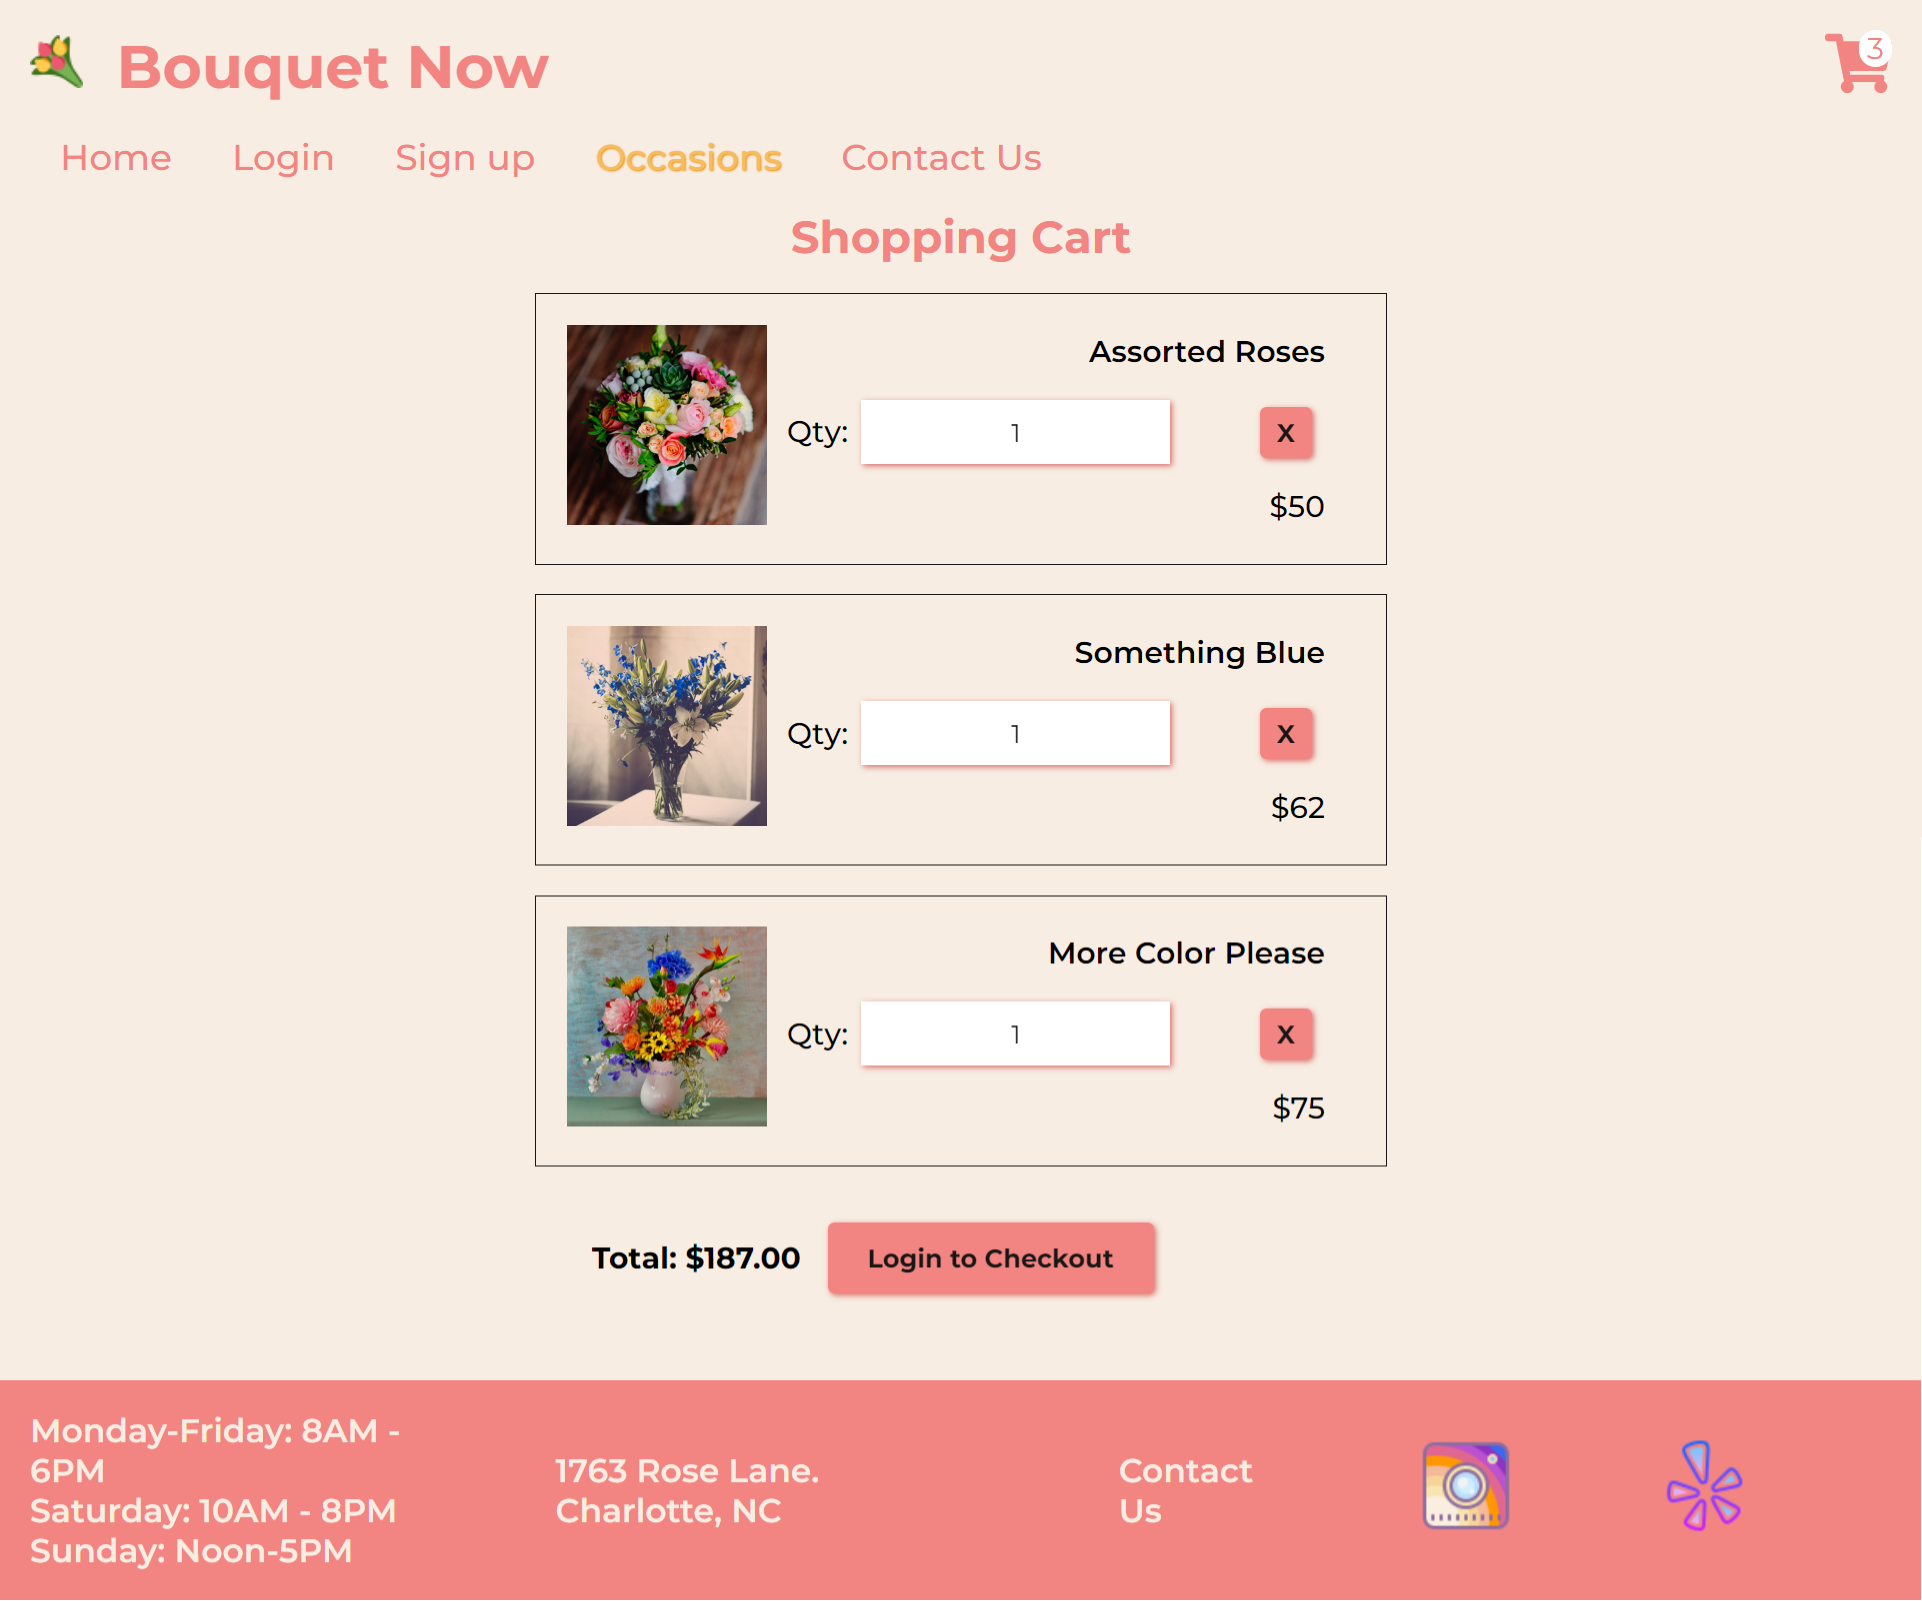 Bouquet Now
3
Home
Login
Sign up
Occasions
Contact Us
Shopping Cart
Assorted Roses
Qty:
1
X
$50
Something Blue
Qty:
1
X
$62
More Color Please
Qty:
1
X
$75
Total: $187.00
Login to Checkout
Monday-Friday: 8AM -
6PM
Saturday: 10AM - 8PM
Sunday: Noon-5PM
1763 Rose Lane.
Charlotte, NC
Contact
Us